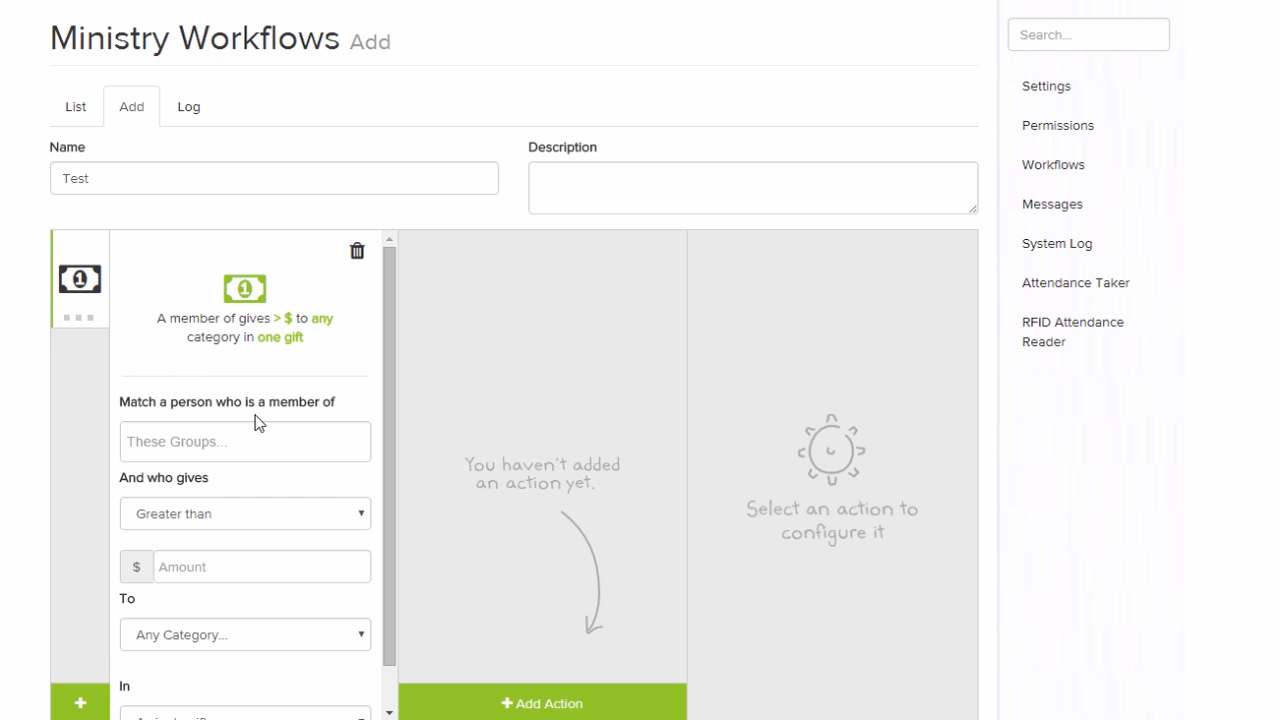 Ministry Workflows Add
Search...
Settings
Permissions
Workflows
Messages
System Log
Attendance Taker
RFID Attendance
Reader
List
Add
Log
Name
Description
Test
1
1
A member of gives > $ to any
category in one gift
Match a person who is a member of
These Groups...
And who gives
Greater than
$ Amount
To
Any Category...
In
+
You haven't added
an action yet.
+ Add Action
Select an action to
configure it